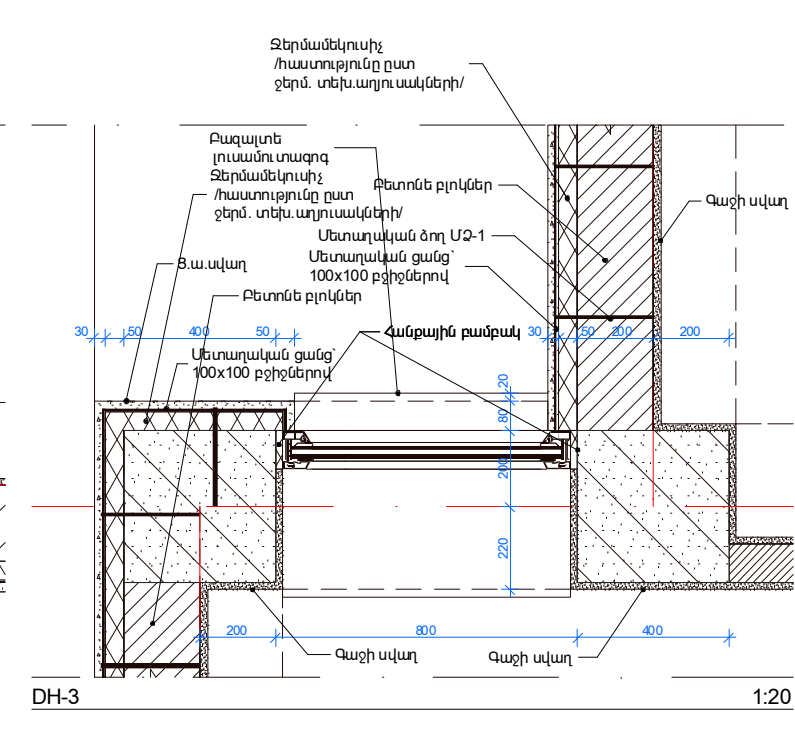 Ջերմամեկուսիչ
/հաստությունը ըստ
ջերմ. տեխ.աղյուսակների/
Բազալտե
լուսամուտագոգ
Ջերմամեկուսիչ
/հաստությունը ըստ
ջերմ. տեխ.աղյուսակների/
Բետոնե բլոկներ
Գաջի սվաղ
Մետաղական ձող ՄՁ-1
Մետաղական ցանց՝
100x100 բջիջներով
Ց.ա.սվաղ
Բետոնե բլոկներ
30 50 400 50
Հանքային բամբակ
30 50 200 200
Մետաղական ցանց՝
100x100 բջիջներով
20
80
200
220
200 800 400
Գաջի սվաղ
Գաջի սվաղ
DH-3 1:20